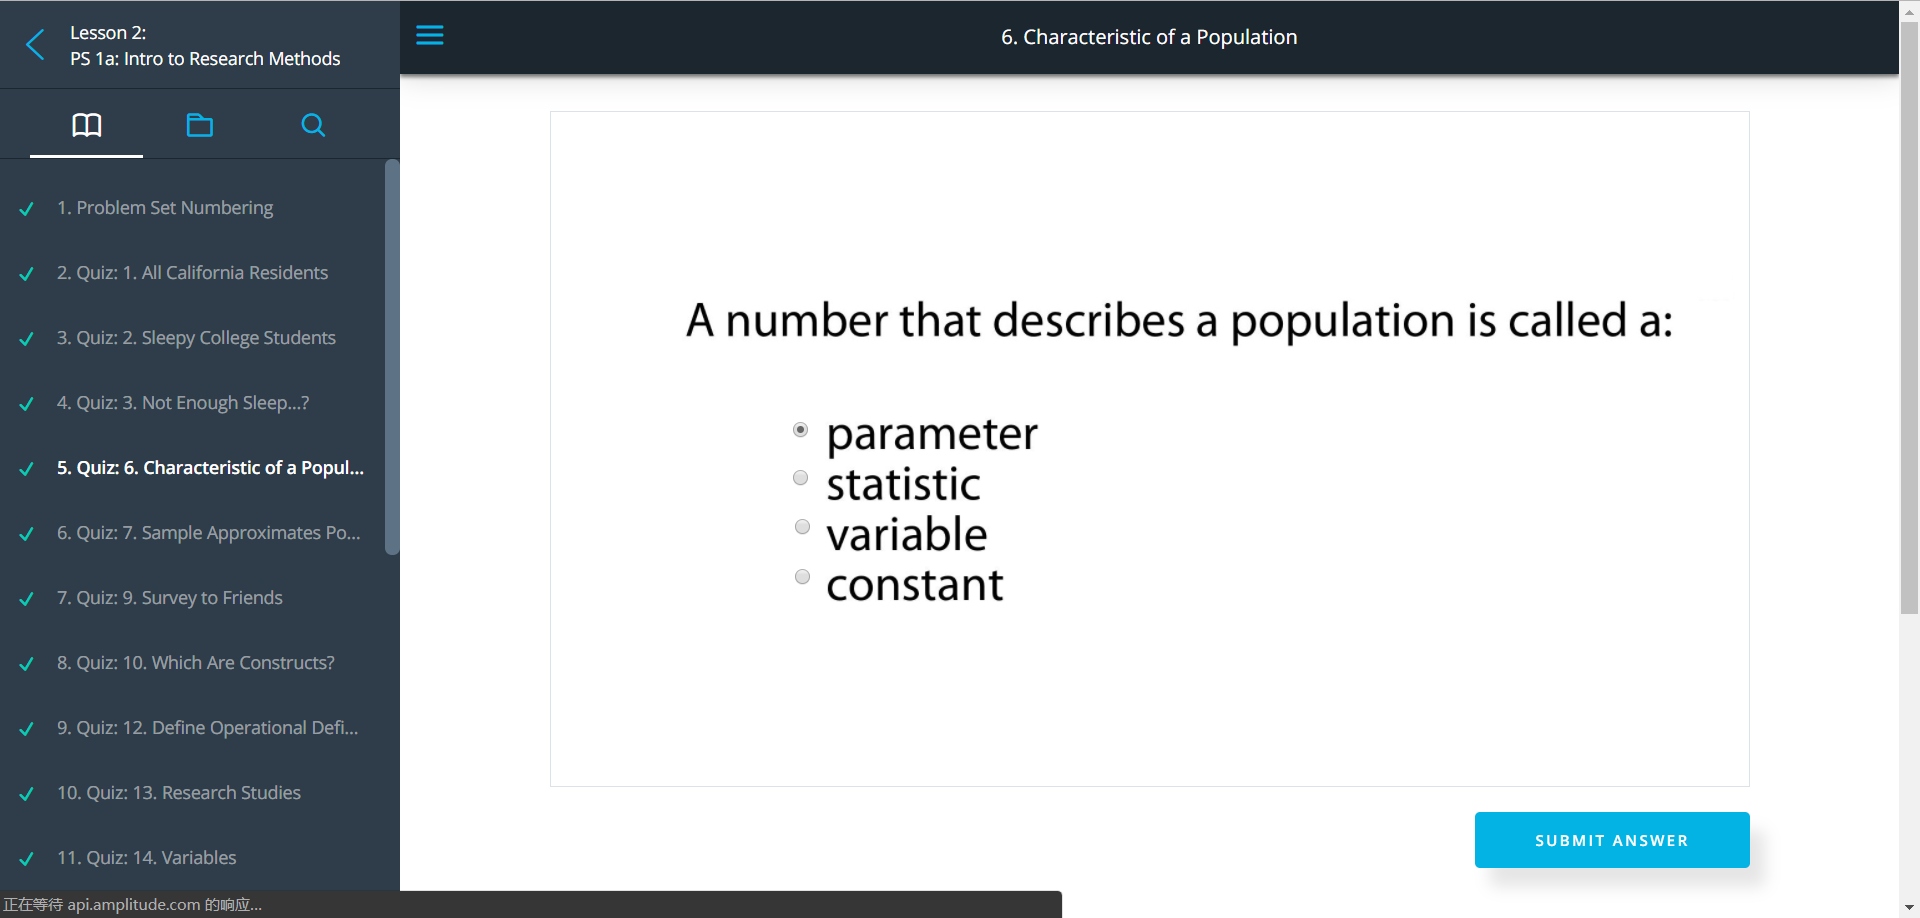 Lesson 2:
PS 1a: Intro to Research Methods
6. Characteristic of a Population
1. Problem Set Numbering
2. Quiz: 1. All California Residents
3. Quiz: 2. Sleepy College Students
4. Quiz: 3. Not Enough Sleep...?
5. Quiz: 6. Characteristic of a Popul...
6. Quiz: 7. Sample Approximates Po...
7. Quiz: 9. Survey to Friends
8. Quiz: 10. Which Are Constructs?
9. Quiz: 12. Define Operational Defi...
10. Quiz: 13. Research Studies
11. Quiz: 14. Variables
A number that describes a population is called a:
parameter
statistic
variable
constant
SUBMIT ANSWER
正在等待 api.amplitude.com 的响应...